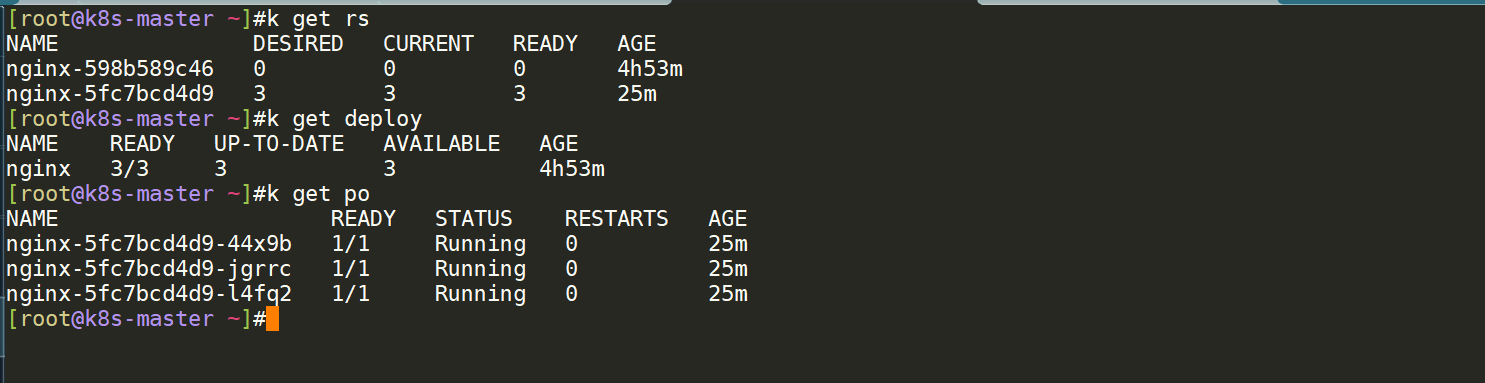 [root@k8s-master ~]#k get rs
NAME               DESIRED   CURRENT   READY   AGE
nginx-598b589c46   0         0         0       4h53m
nginx-5fc7bcd4d9   3         3         3       25m
[root@k8s-master ~]#k get deploy
NAME    READY   UP-TO-DATE   AVAILABLE   AGE
nginx   3/3     3            3           4h53m
[root@k8s-master ~]#k get po
NAME                     READY   STATUS    RESTARTS   AGE
nginx-5fc7bcd4d9-44x9b   1/1     Running   0          25m
nginx-5fc7bcd4d9-jgrrc   1/1     Running   0          25m
nginx-5fc7bcd4d9-l4fq2   1/1     Running   0          25m
[root@k8s-master ~]#